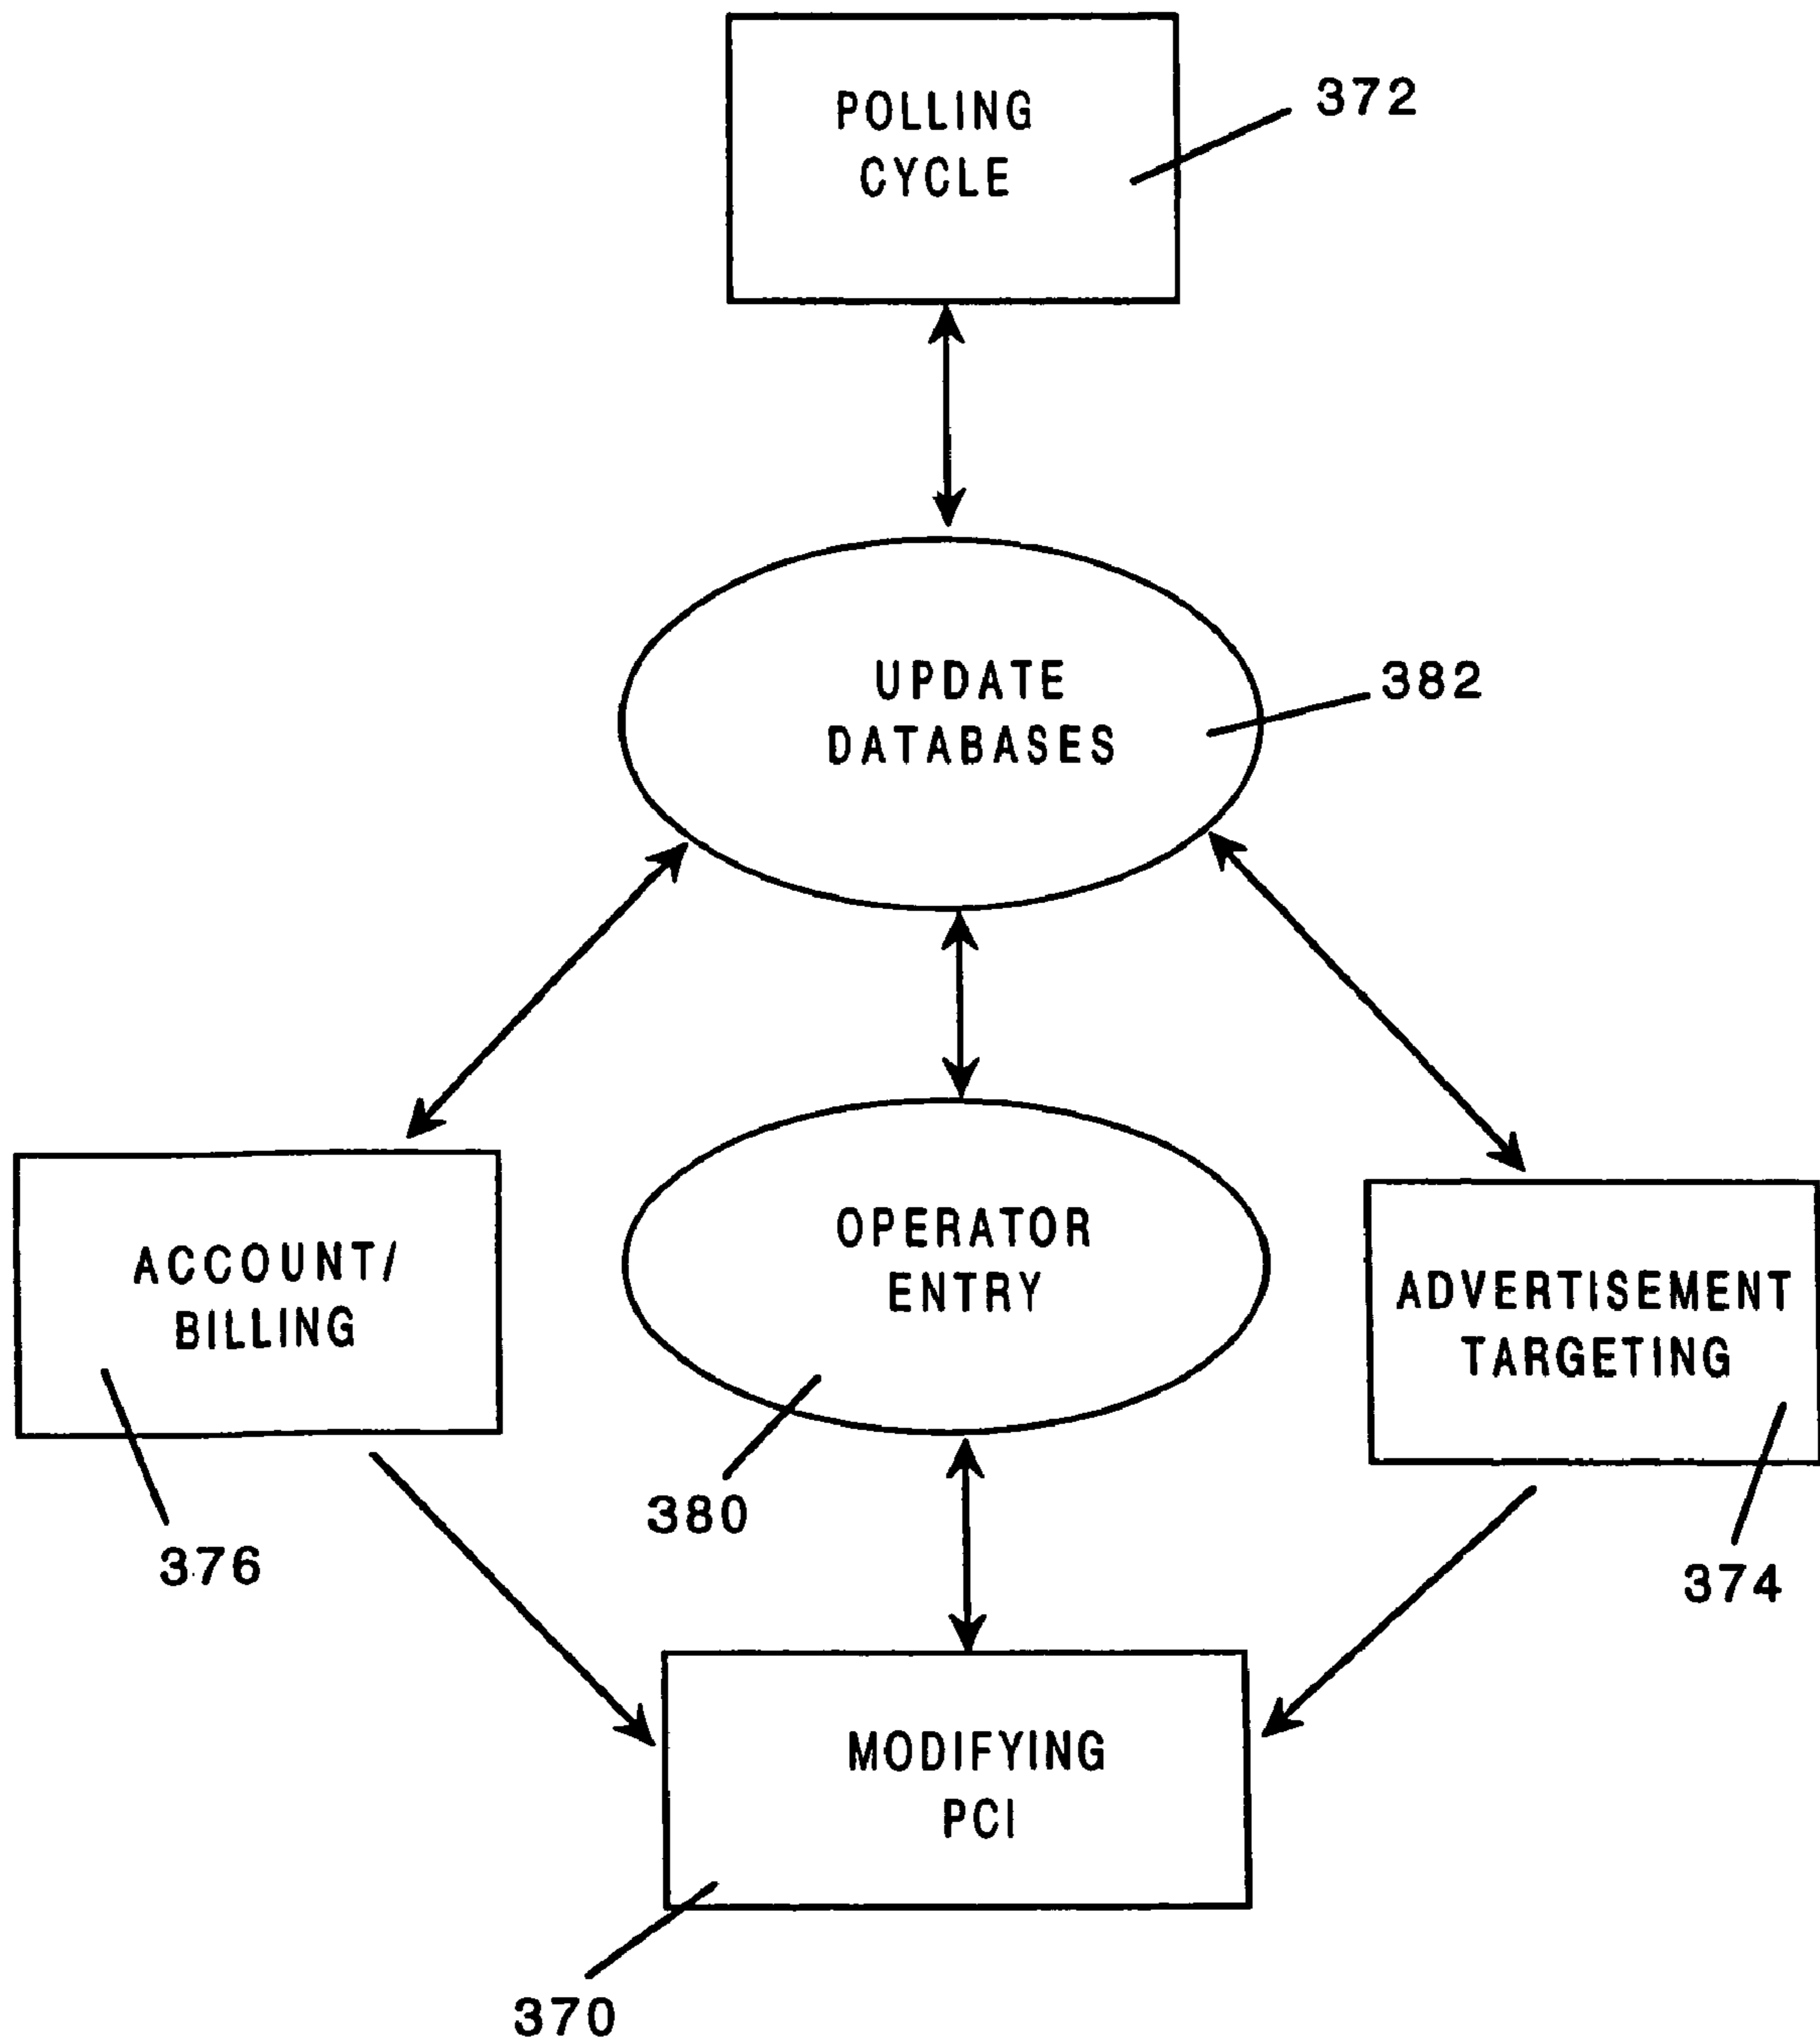 POLLING
CYCLE
372
UPDATE
DATABASES
382
ACCOUNT/
BILLING
376
OPERATOR
ENTRY
380
ADVERTISEMENT
TARGETING
374
MODIFYING
PCI
370